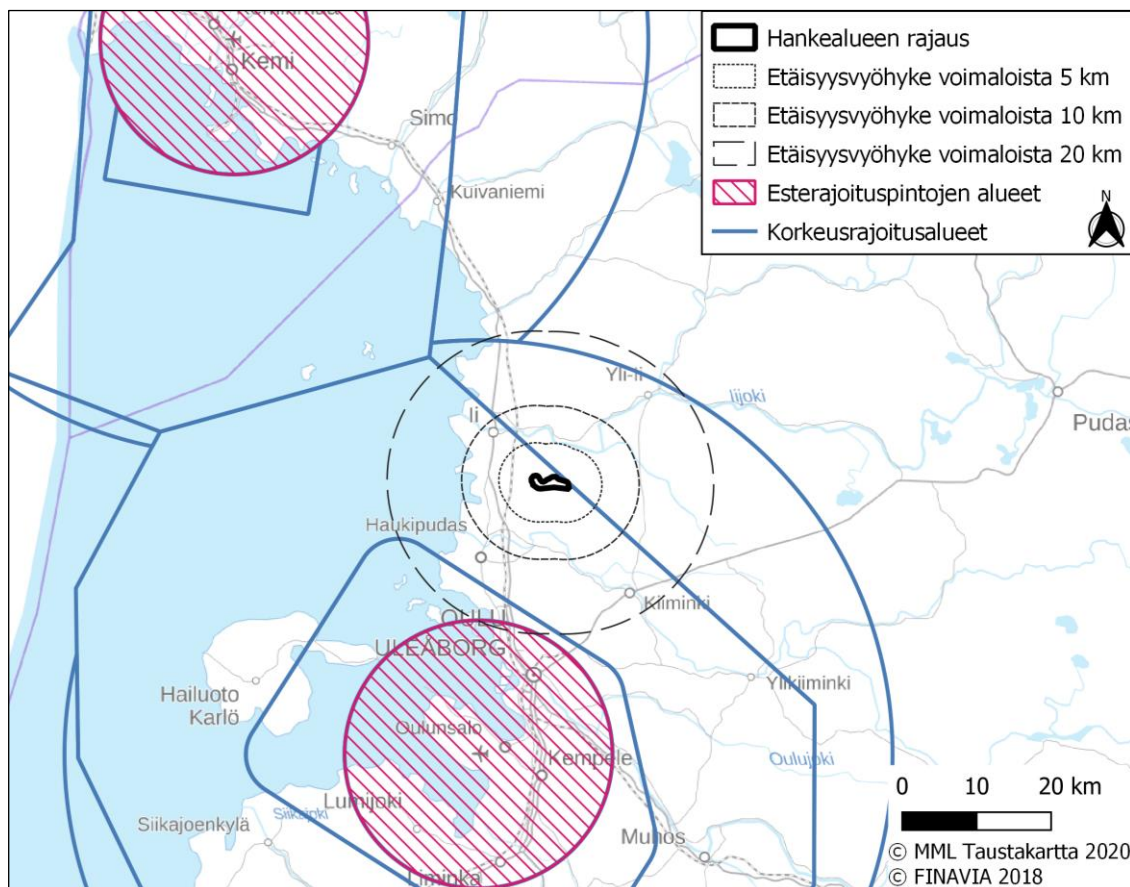 Kemi
Simo
Kuivaniemi
Hankealueen rajaus
Etäisyysvyöhyke voimaloista 5 km
Etäisyysvyöhyke voimaloista 10 km
Etäisyysvyöhyke voimaloista 20 km
Esterajoituspintojen alueet
Korkeusrajoitusalueet
N
Yli-Ii
Iijoki
Ii
Pudas
Haukipudas
Kiiminki
OULU
ULEÅBORG
Hailuoto
Karlö
Ylikiiminki
Oulunsalo
Kempele
Oulujoki
Lumijoki
Siikajoki
Siikajoenkylä
Muhos
Liminka
0 10 20 km
© MML Taustakartta 2020
© FINAVIA 2018